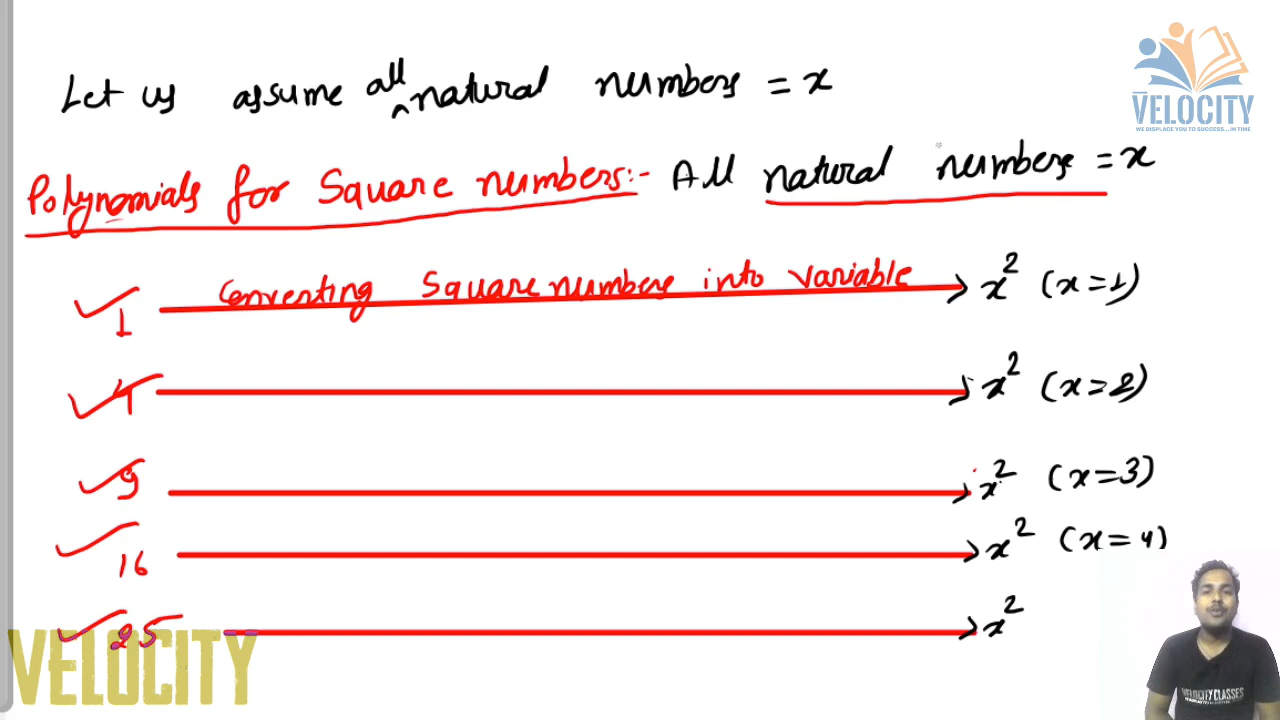 VELOCITY
WE DISPLACE YOU TO SUCCESS...IN TIME
Let us assume all natural numbers = x
Polynomials for Square numbers:- All natural numbers = x
1 Converting Square numbers into variable x² (x=1)
4 x² (x=2)
9 x² (x=3)
16 x² (x=4)
25 x²
VELOCITY
VELOCITY CLASSES